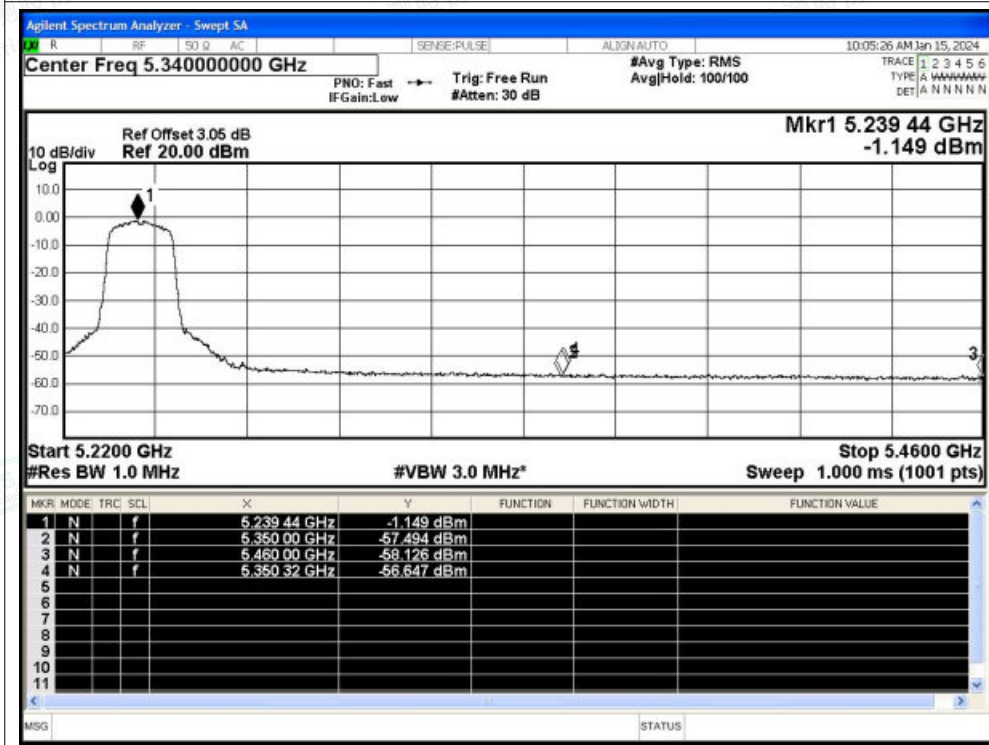 Agilent Spectrum Analyzer - Swept SA
R RF 50 Ω AC SENSE:PULSE ALIGN AUTO 10:05:26 AM Jan 15, 2024
Center Freq 5.340000000 GHz
PNO: Fast
IFGain:Low
Trig: Free Run
#Atten: 30 dB
#Avg Type: RMS
Avg|Hold: 100/100
TRACE 1 2 3 4 5 6
TYPE A WWWWW
DET A N N N N N
Ref Offset 3.05 dB
10 dB/div Ref 20.00 dBm
Log
Mkr1 5.239 44 GHz
-1.149 dBm
10.0
0.00
-10.0
-20.0
-30.0
-40.0
-50.0
-60.0
-70.0
1
3
Start 5.2200 GHz
#Res BW 1.0 MHz
#VBW 3.0 MHz*
Stop 5.4600 GHz
Sweep 1.000 ms (1001 pts)
MKR MODE TRC SCL X Y FUNCTION FUNCTION WIDTH FUNCTION VALUE
1 N f 5.239 44 GHz -1.149 dBm
2 N f 5.350 00 GHz -57.494 dBm
3 N f 5.460 00 GHz -58.126 dBm
4 N f 5.350 32 GHz -56.647 dBm
5
6
7
8
9
10
11
MSG STATUS